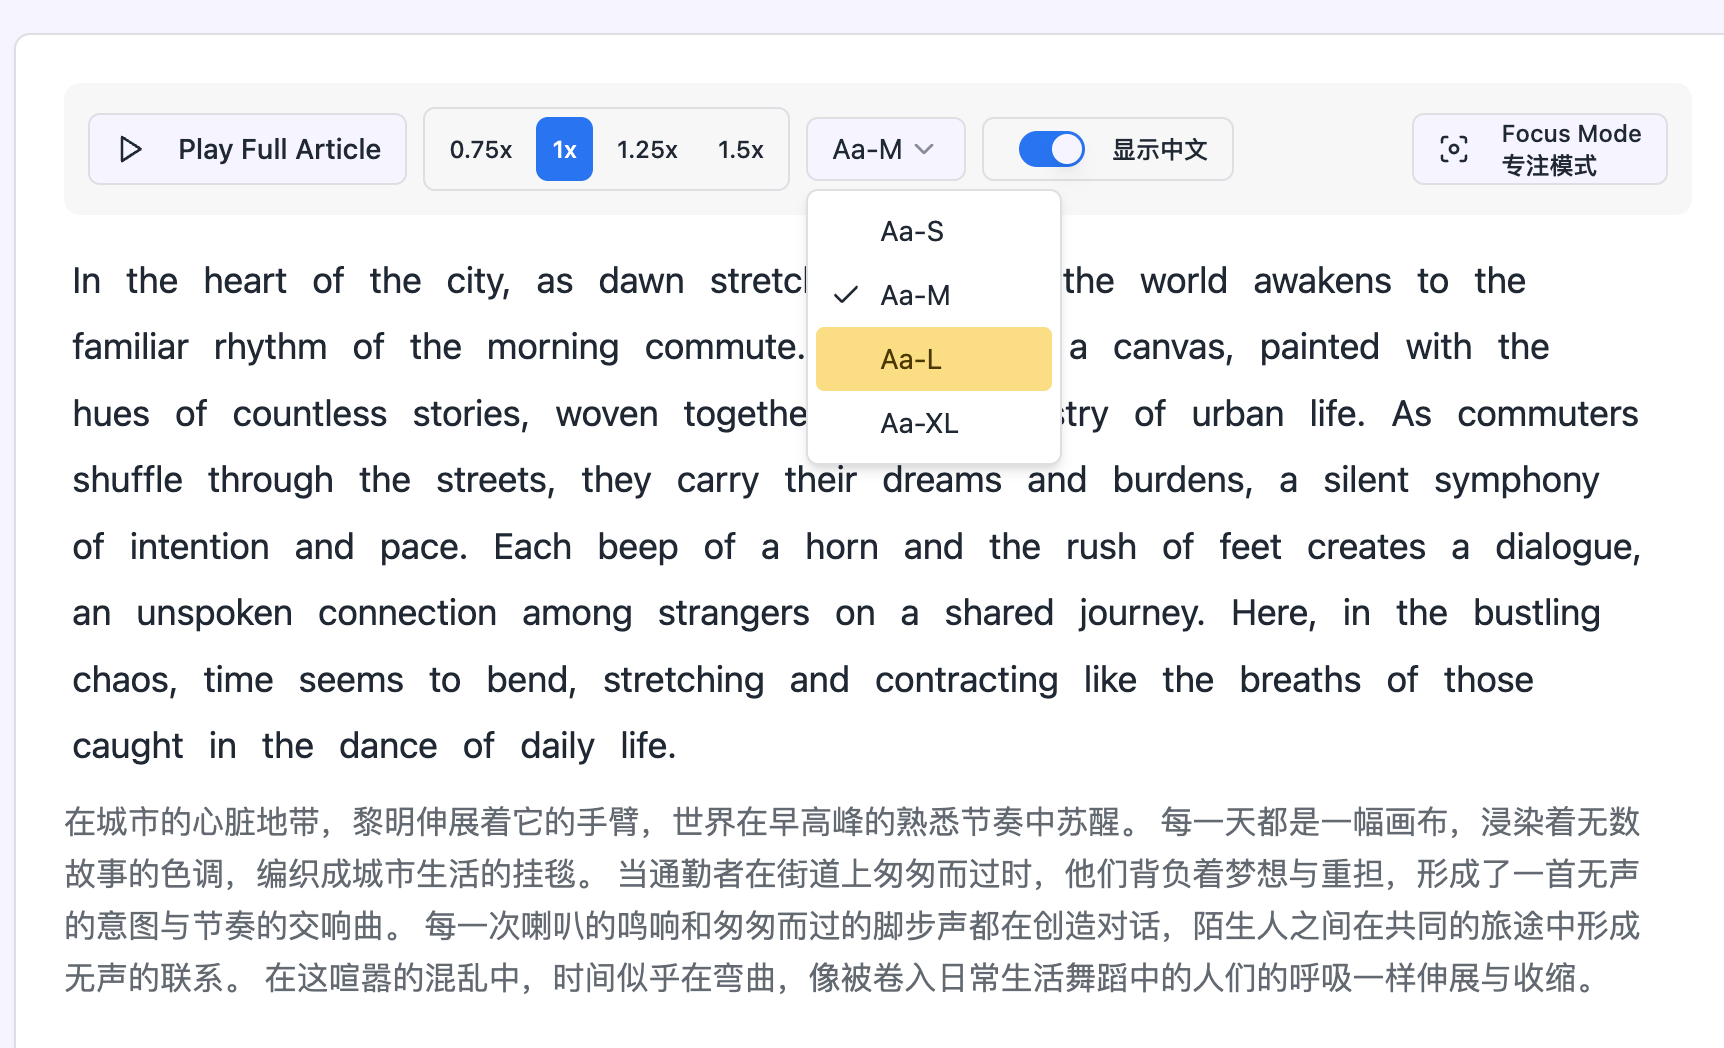 Play Full Article
0.75x 1x 1.25x 1.5x
Aa-M
显示中文
Focus Mode
专注模式
Aa-S
Aa-M
Aa-L
Aa-XL
In the heart of the city, as dawn the world awakens to the
familiar rhythm of the morning commute. a canvas, painted with the
hues of countless stories, woven of urban life. As commuters
shuffle through the streets, they carry their dreams and burdens, a silent symphony
of intention and pace. Each beep of a horn and the rush of feet creates a dialogue,
an unspoken connection among strangers on a shared journey. Here, in the bustling
chaos, time seems to bend, stretching and contracting like the breaths of those
caught in the dance of daily life.
在城市的心脏地带，黎明伸展着它的手臂，世界在早高峰的熟悉节奏中苏醒。 每一天都是一幅画布，浸染着无数
故事的色调，编织成城市生活的挂毯。 当通勤者在街道上匆匆而过时，他们背负着梦想与重担，形成了一首无声
的意图与节奏的交响曲。 每一次喇叭的鸣响和匆匆而过的脚步声都在创造对话，陌生人之间在共同的旅途中形成
无声的联系。 在这喧嚣的混乱中，时间似乎在弯曲，像被卷入日常生活舞蹈中的人们的呼吸一样伸展与收缩。